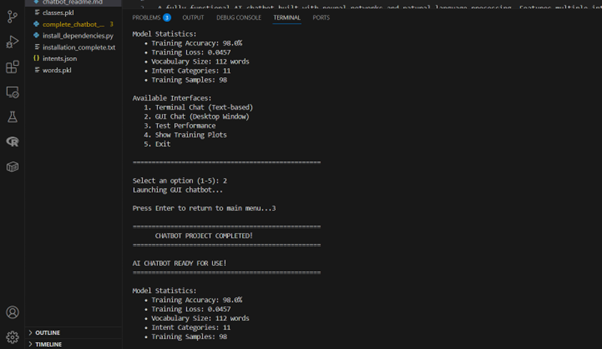 chatbot_readme.md
classes.pkl
complete_chatbot_... 3
install_dependencies.py
installation_complete.txt
intents.json
words.pkl
OUTLINE
TIMELINE
A fully functional AI chatbot built with neural networks and natural language processing. Features multiple
PROBLEMS 1 OUTPUT DEBUG CONSOLE TERMINAL PORTS
Model Statistics:
• Training Accuracy: 98.0%
• Training Loss: 0.0457
• Vocabulary Size: 112 words
• Intent Categories: 11
• Training Samples: 98
Available Interfaces:
1. Terminal Chat (Text-based)
2. GUI Chat (Desktop Window)
3. Test Performance
4. Show Training Plots
5. Exit
==================================================
Select an option (1-5): 2
Launching GUI chatbot...
Press Enter to return to main menu...3
==================================================
CHATBOT PROJECT COMPLETED!
==================================================
AI CHATBOT READY FOR USE!
==================================================
Model Statistics:
• Training Accuracy: 98.0%
• Training Loss: 0.0457
• Vocabulary Size: 112 words
• Intent Categories: 11
• Training Samples: 98